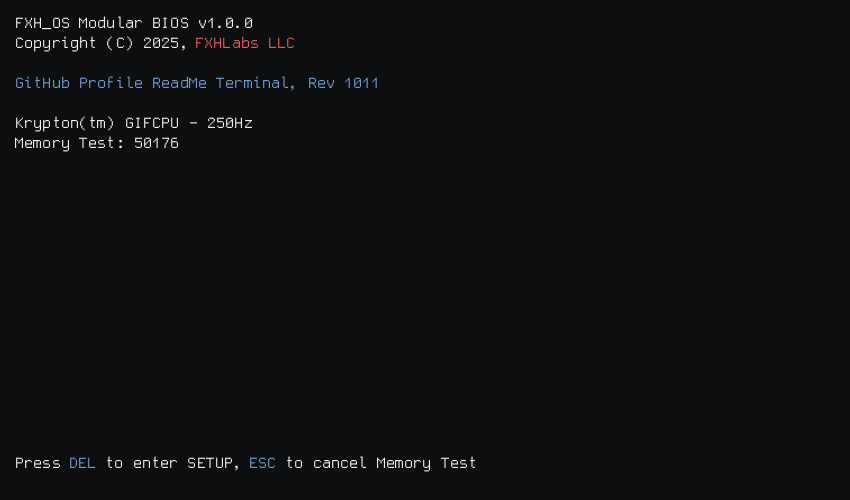 FXH_OS Modular BIOS v1.0.0
Copyright (C) 2025, FXHLabs LLC
GitHub Profile ReadMe Terminal, Rev 1011
Krypton(tm) GIFCPU - 250Hz
Memory Test: 50176
Press DEL to enter SETUP, ESC to cancel Memory Test